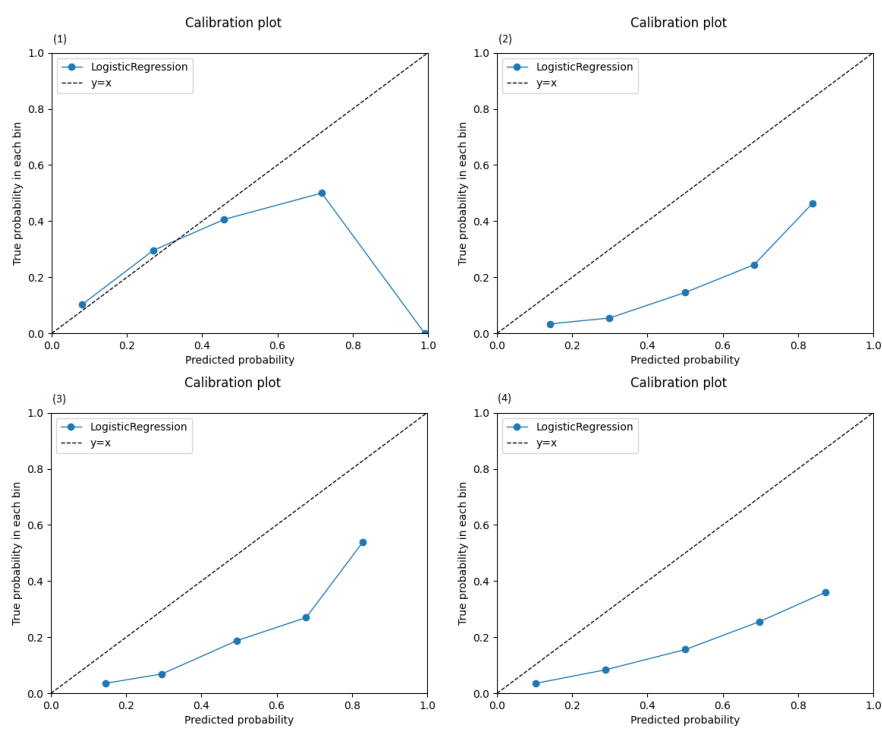 Calibration plot
(1)
LogisticRegression
y=x
True probability in each bin
1.0
0.8
0.6
0.4
0.2
0.0
0.0 0.2 0.4 0.6 0.8 1.0
Predicted probability
Calibration plot
(2)
LogisticRegression
y=x
True probability in each bin
1.0
0.8
0.6
0.4
0.2
0.0
0.0 0.2 0.4 0.6 0.8 1.0
Predicted probability
Calibration plot
(3)
LogisticRegression
y=x
True probability in each bin
1.0
0.8
0.6
0.4
0.2
0.0
0.0 0.2 0.4 0.6 0.8 1.0
Predicted probability
Calibration plot
(4)
LogisticRegression
y=x
True probability in each bin
1.0
0.8
0.6
0.4
0.2
0.0
0.0 0.2 0.4 0.6 0.8 1.0
Predicted probability